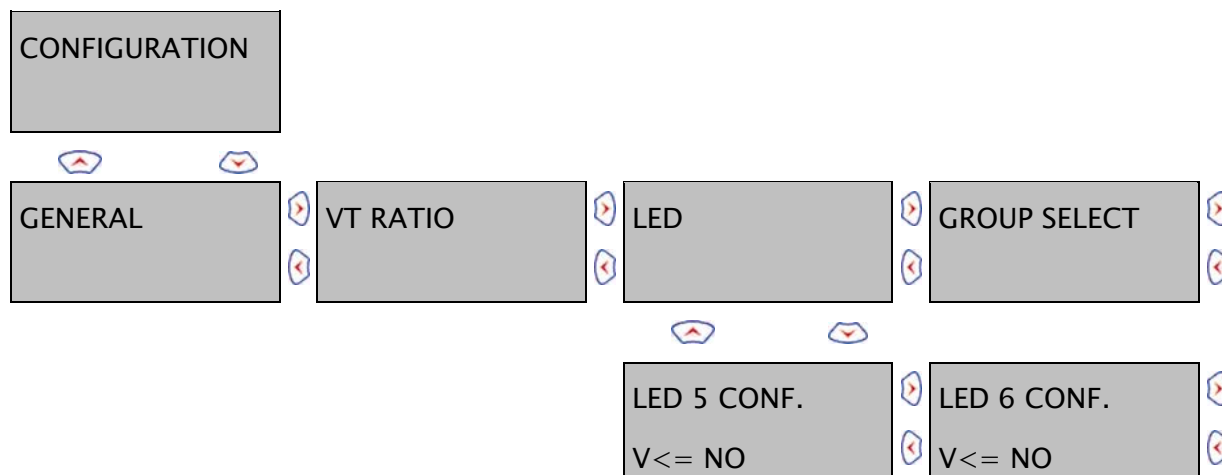 CONFIGURATION
GENERAL
VT RATIO
LED
GROUP SELECT
LED 5 CONF.
V<= NO
LED 6 CONF.
V<= NO